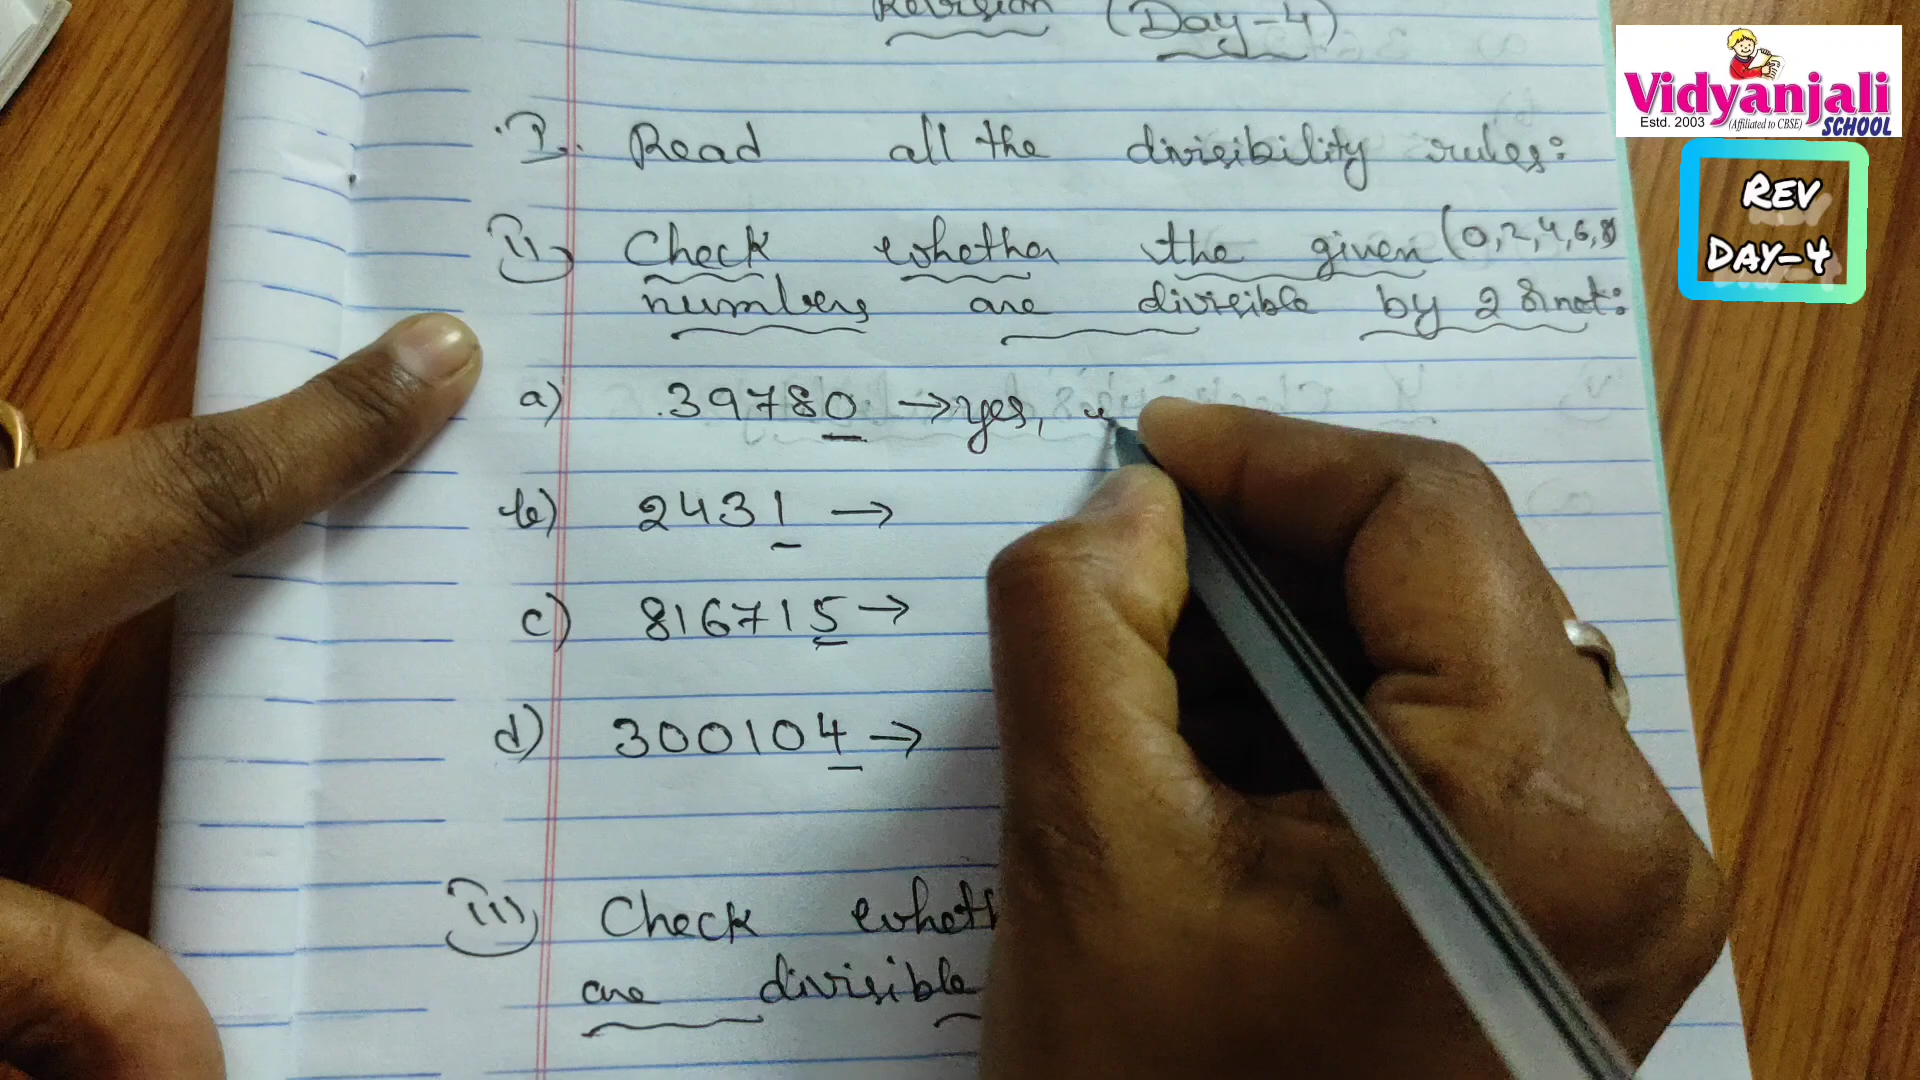 Revision (Day-4)
I. Read all the divisibility rules:
II) Check whether the given (0,2,4,6,8
numbers are divisible by 2 or not:
a) 39780 → yes,
b) 2431 →
c) 816715 →
d) 300104 →
III) Check wheth
are divisible
Vidyanjali
Estd. 2003 (Affiliated to CBSE) SCHOOL
REV
DAY-4